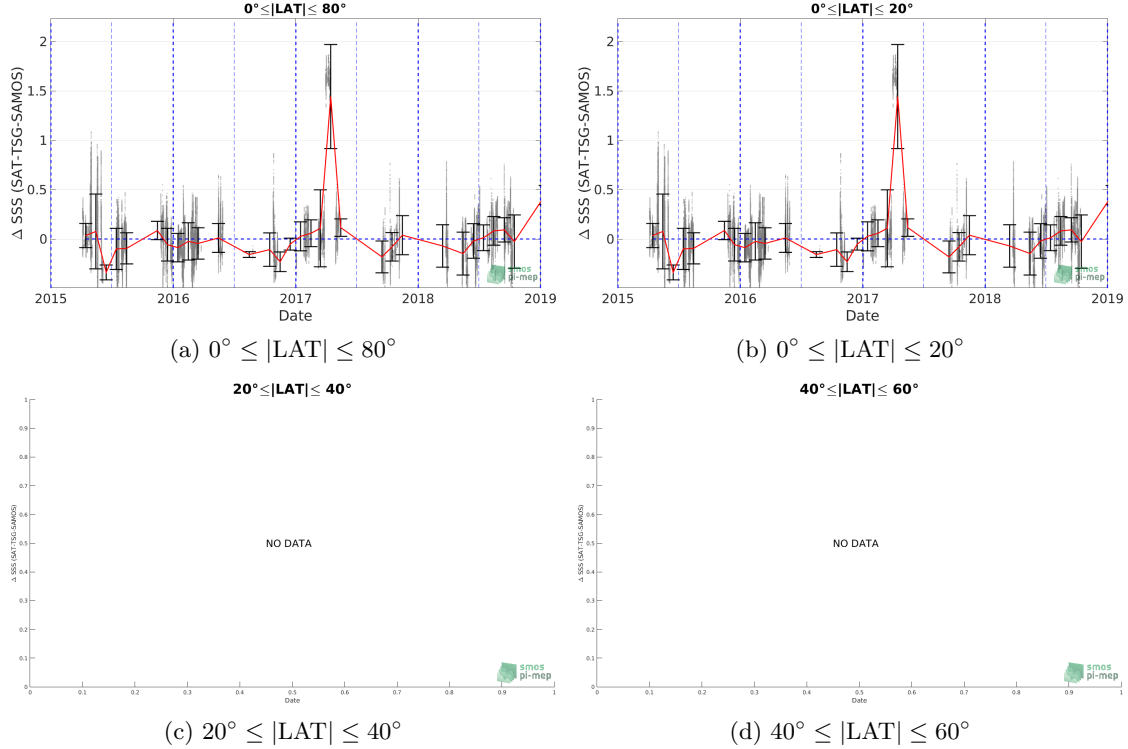 0°≤|LAT|≤ 80°
Δ SSS (SAT-TSG-SAMOS)
2
1.5
1
0.5
0
2015 2016 2017 2018 2019
Date
smos
pi-mep
(a) 0° ≤ |LAT| ≤ 80°
0°≤|LAT|≤ 20°
Δ SSS (SAT-TSG-SAMOS)
2
1.5
1
0.5
0
2015 2016 2017 2018 2019
Date
smos
pi-mep
(b) 0° ≤ |LAT| ≤ 20°
20°≤|LAT|≤ 40°
Δ SSS (SAT-TSG-SAMOS)
1
0.9
0.8
0.7
0.6
0.5
0.4
0.3
0.2
0.1
0
NO DATA
0 0.1 0.2 0.3 0.4 0.5 0.6 0.7 0.8 0.9 1
Date
smos
pi-mep
(c) 20° ≤ |LAT| ≤ 40°
40°≤|LAT|≤ 60°
Δ SSS (SAT-TSG-SAMOS)
1
0.9
0.8
0.7
0.6
0.5
0.4
0.3
0.2
0.1
0
NO DATA
0 0.1 0.2 0.3 0.4 0.5 0.6 0.7 0.8 0.9 1
Date
smos
pi-mep
(d) 40° ≤ |LAT| ≤ 60°